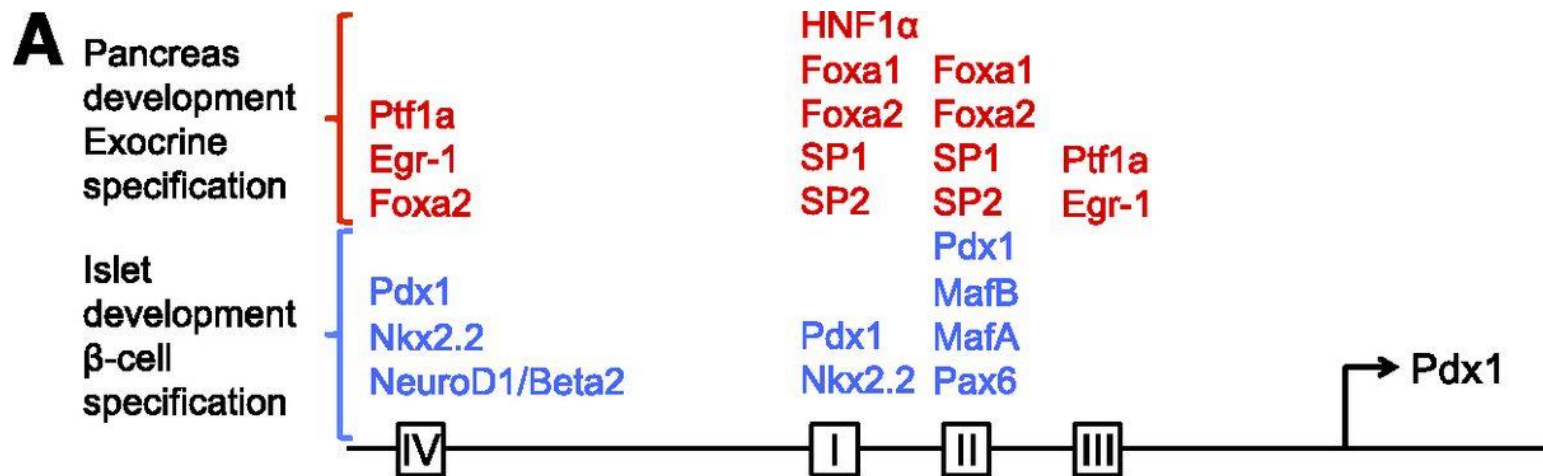 A
Pancreas
development
Exocrine
specification
Ptf1a
Egr-1
Foxa2
HNF1α
Foxa1
Foxa2
SP1
SP2
Foxa1
Foxa2
SP1
SP2
Ptf1a
Egr-1
Islet
development
β-cell
specification
Pdx1
Nkx2.2
NeuroD1/Beta2
Pdx1
Nkx2.2
Pdx1
MafB
MafA
Pax6
Pdx1
IV
I
II
III